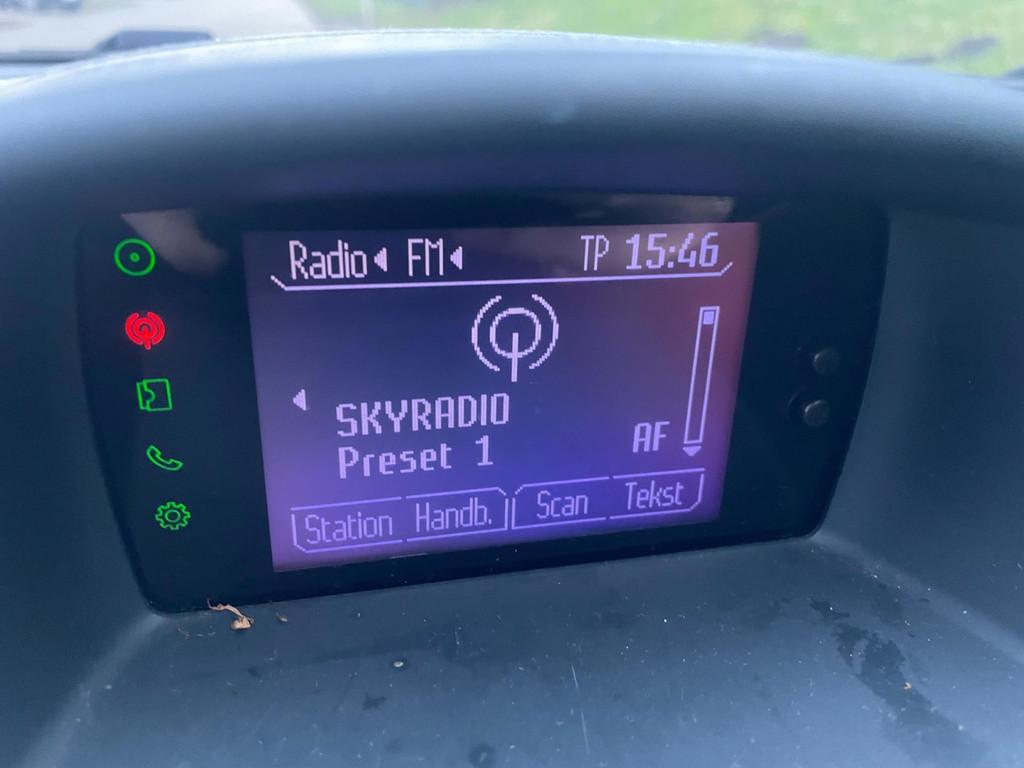 Radio FM TP 15:46
SKYRADIO
Preset 1 AF
Station Handb. Scan Tekst